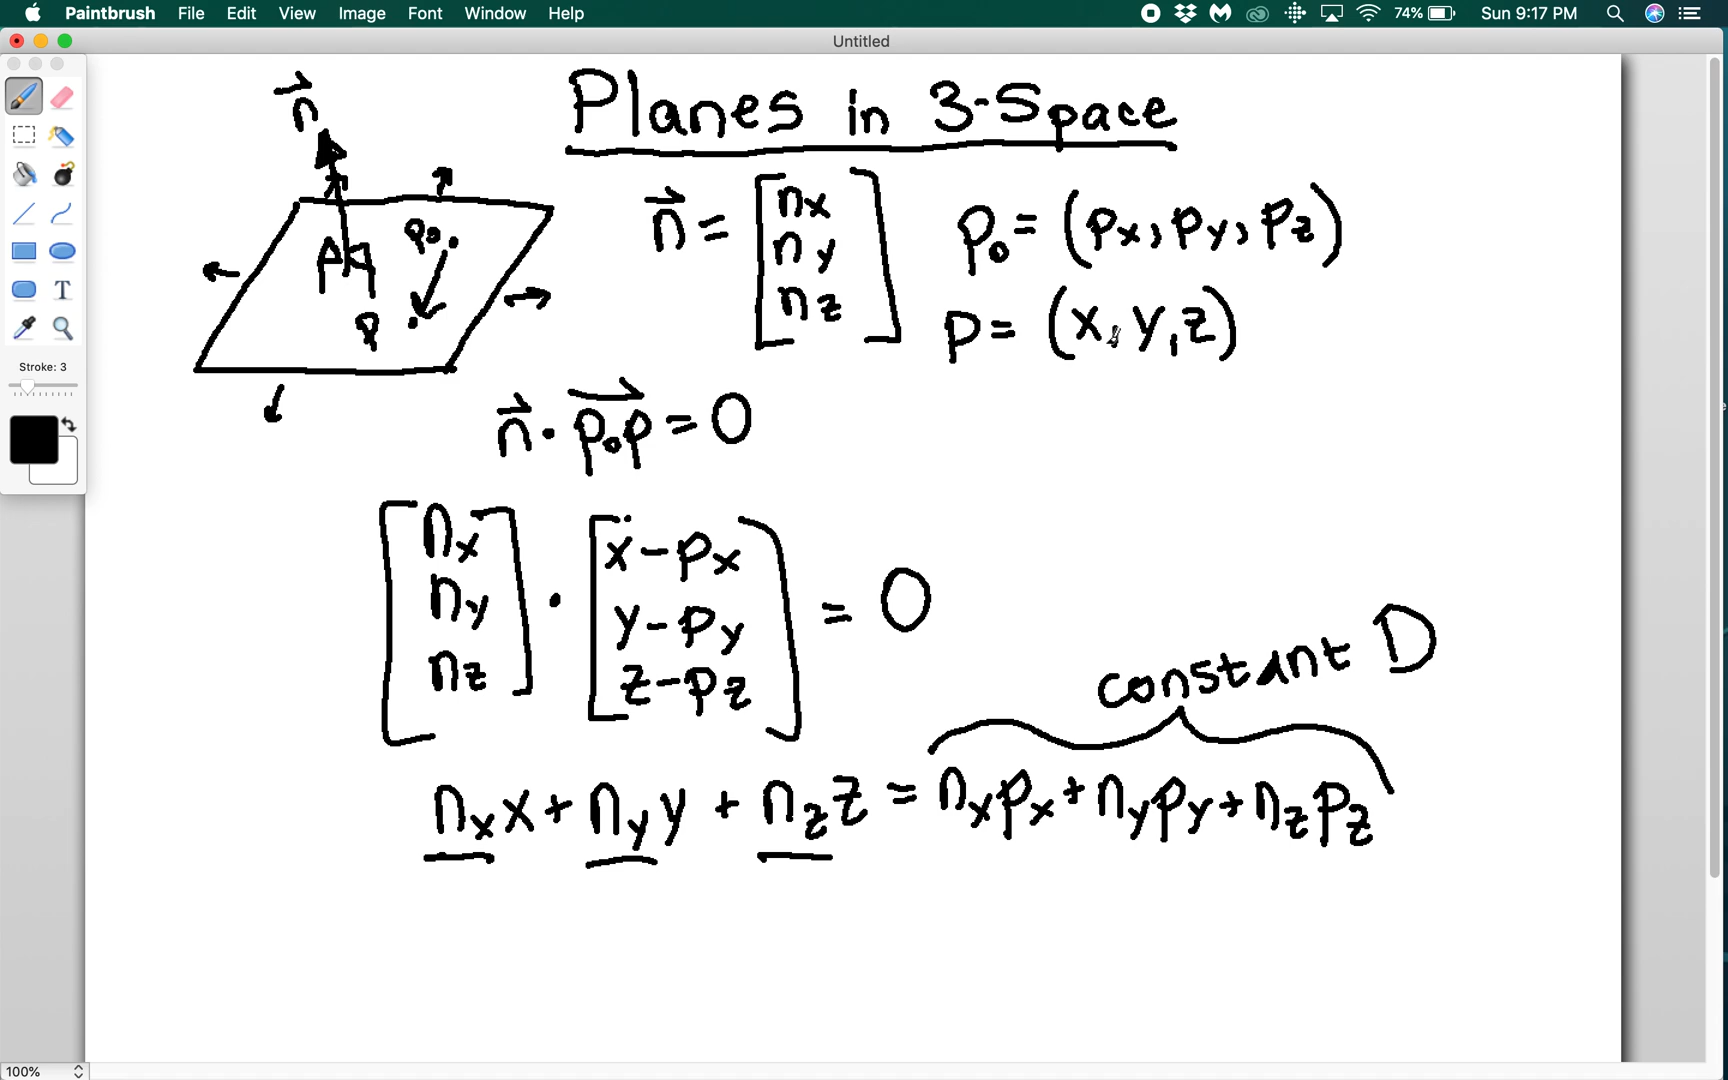 Paintbrush File Edit View Image Font Window Help 74% Sun 9:17 PM
Untitled
Planes in 3-Space
n⃗
p₀
p
n⃗ = [nx ny nz]
p₀ = (px, py, pz)
p = (x, y, z)
Stroke: 3
n⃗ · p₀p⃗ = 0
[nx ny nz] · [x-px y-py z-pz] = 0
constant D
nxx + nyy + nzz = nxpx + nypy + nzpz
T
100%